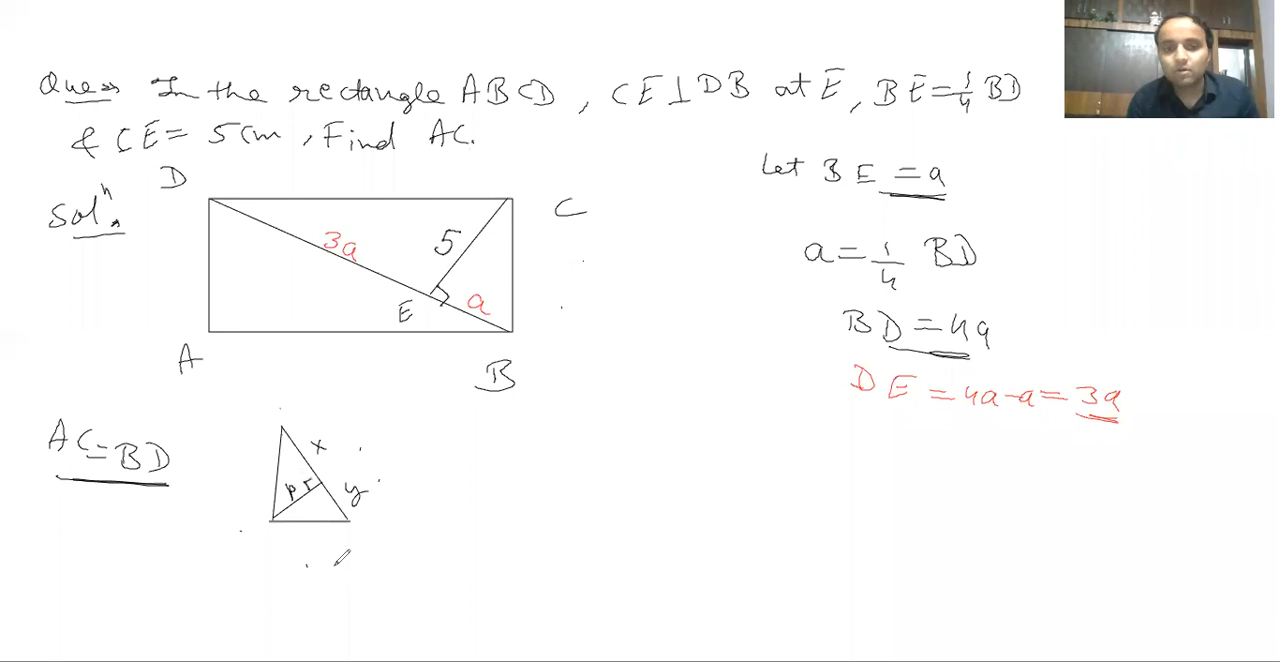 Ques In the rectangle ABCD, CE⊥DB at E, BE=1/4 BD
& CE= 5cm, Find AC.
Solⁿ.
D
C
3a
5
E
a
A
B
Let BE = a
a = 1/4 BD
BD = 4a
DE = 4a-a = 3a
AC=BD
x
p
y